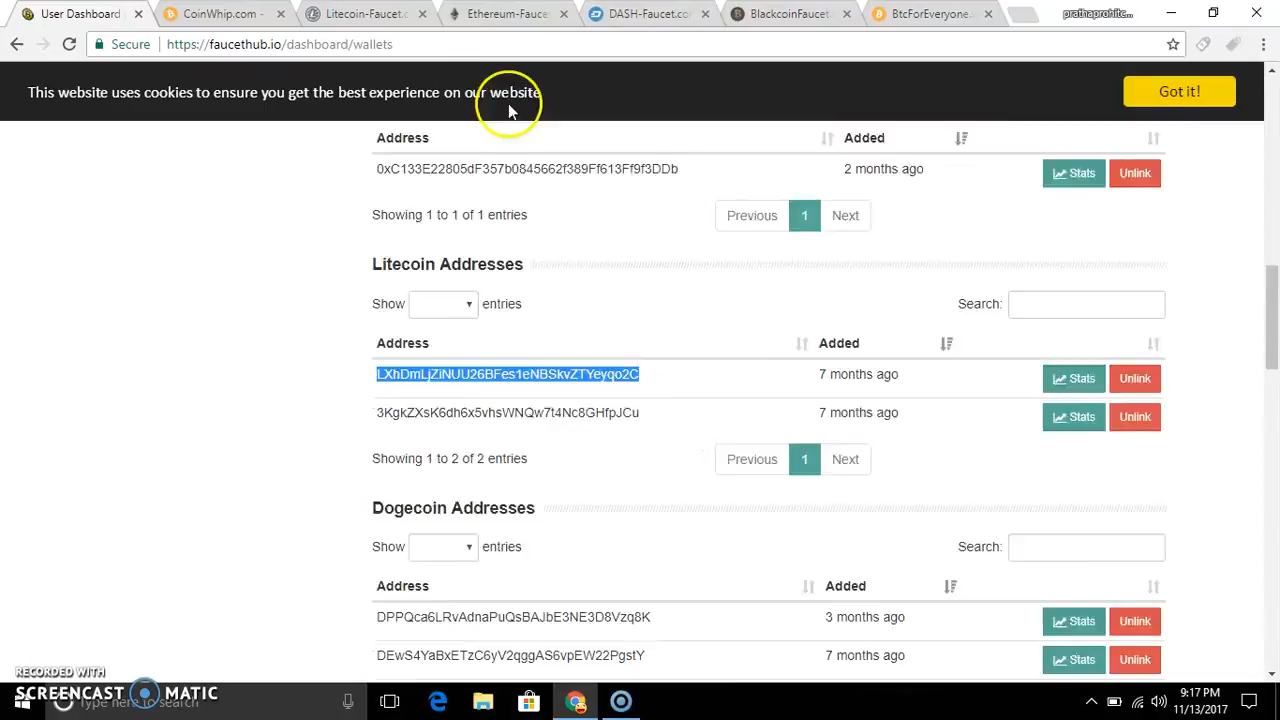 User Dashboard
CoinWhip.com -
Litecoin-Faucet.c
Ethereum-Faucet
DASH-Faucet.com
BlackcoinFaucet
BtcForEveryone.
Secure https://faucethub.io/dashboard/wallets
This website uses cookies to ensure you get the best experience on our website
Got it!
Address Added
0xC133E22805dF357b0845662f389Ff613Ff9f3DDb 2 months ago Stats Unlink
Showing 1 to 1 of 1 entries Previous 1 Next
Litecoin Addresses
Show entries Search:
Address Added
LXhDmLjZiNUU26BFes1eNBSkvZTYeyqo2C 7 months ago Stats Unlink
3KgkZXsK6dh6x5vhsWNQw7t4Nc8GHfpJCu 7 months ago Stats Unlink
Showing 1 to 2 of 2 entries Previous 1 Next
Dogecoin Addresses
Show entries Search:
Address Added
DPPQca6LRvAdnaPuQsBAJbE3NE3D8Vzq8K 3 months ago Stats Unlink
DEwS4YaBxETzC6yV2qggAS6vpEW22PgstY 7 months ago Stats Unlink
RECORDED WITH
SCREENCAST MATIC
Type here to search
9:17 PM
11/13/2017